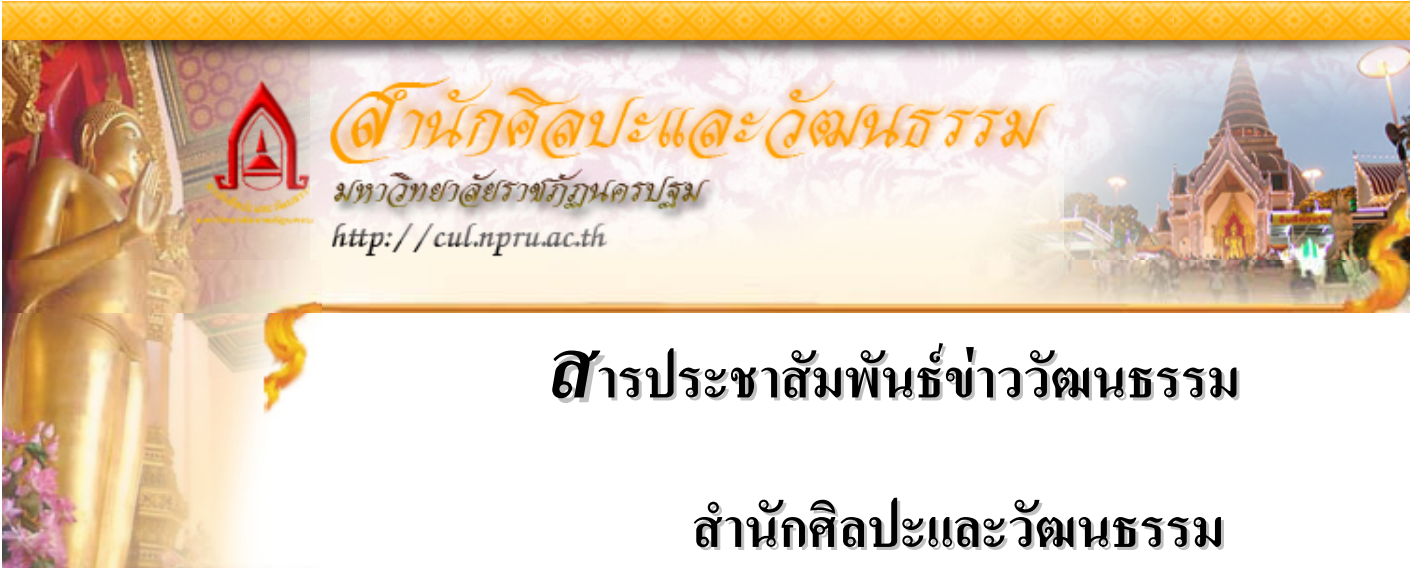 สำนักศิลปะและวัฒนธรรม
มหาวิทยาลัยราชภัฏนครปฐม
http://cul.npru.ac.th
สารประชาสัมพันธ์ข่าววัฒนธรรม
สำนักศิลปะและวัฒนธรรม